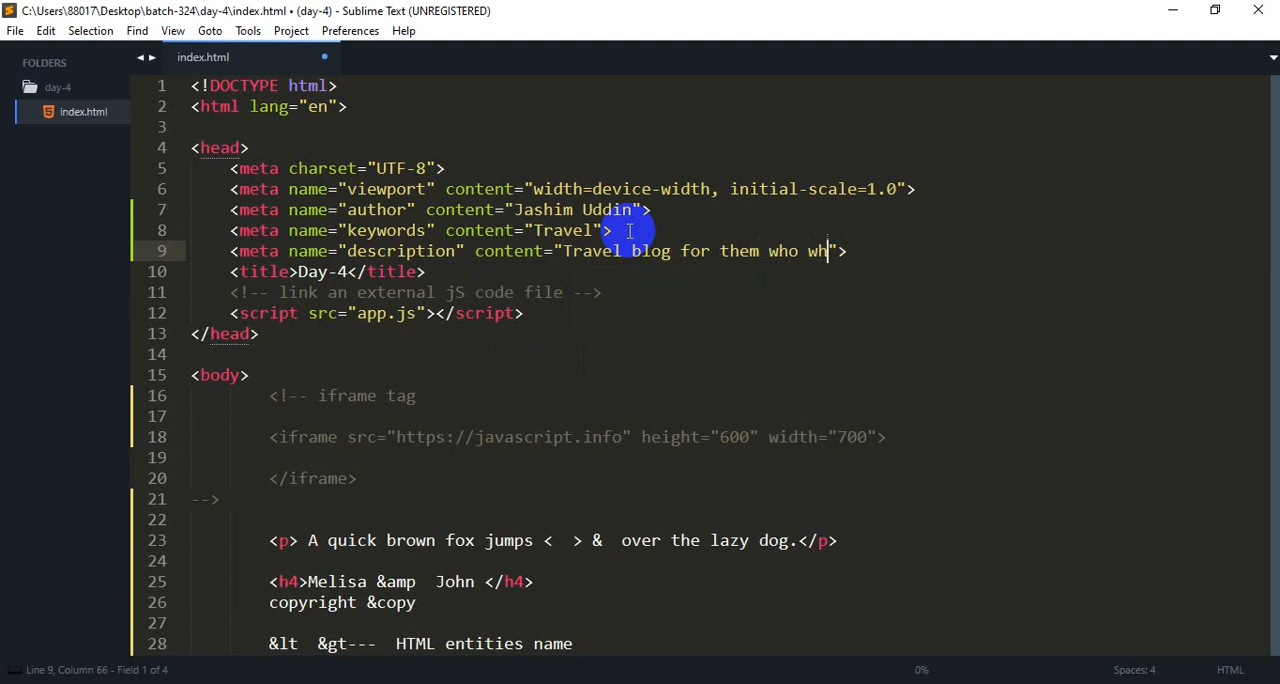 C:\Users\88017\Desktop\batch-324\day-4\index.html • (day-4) - Sublime Text (UNREGISTERED)
File Edit Selection Find View Goto Tools Project Preferences Help
FOLDERS
day-4
index.html
index.html
1 <!DOCTYPE html>
2 <html lang="en">
3
4 <head>
5 <meta charset="UTF-8">
6 <meta name="viewport" content="width=device-width, initial-scale=1.0">
7 <meta name="author" content="Jashim Uddin">
8 <meta name="keywords" content="Travel">
9 <meta name="description" content="Travel blog for them who wh">
10 <title>Day-4</title>
11 <!-- link an external jS code file -->
12 <script src="app.js"></script>
13 </head>
14
15 <body>
16 <!-- iframe tag
17
18 <iframe src="https://javascript.info" height="600" width="700">
19
20 </iframe>
21 -->
22
23 <p> A quick brown fox jumps < > & over the lazy dog.</p>
24
25 <h4>Melisa &amp John </h4>
26 copyright &copy
27
28 &lt &gt--- HTML entities name
Line 9, Column 66 - Field 1 of 4 0% Spaces: 4 HTML